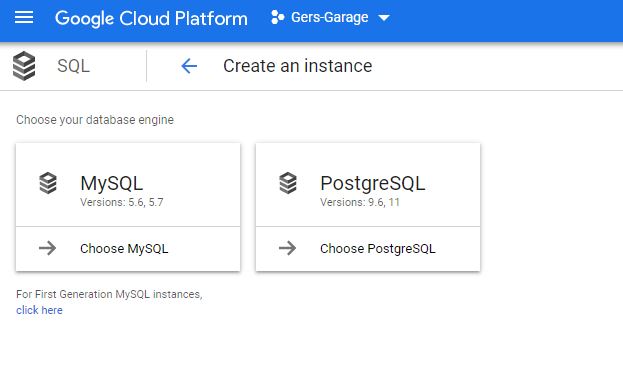 Google Cloud Platform Gers-Garage
SQL Create an instance
Choose your database engine
MySQL
Versions: 5.6, 5.7
Choose MySQL
PostgreSQL
Versions: 9.6, 11
Choose PostgreSQL
For First Generation MySQL instances,
click here